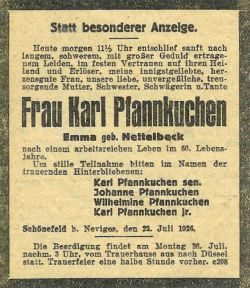 Statt besonderer Anzeige.
Heute morgen 11½ Uhr entschlief sanft nach
langem, schwerem, mit großer Geduld ertrage-
nem Leiden, im festen Vertrauen auf ihren Hei-
land und Erlöser, meine innigstgeliebte, her-
zensgute Frau, unsere liebe, unvergeßliche, treu-
sorgende Mutter, Schwester, Schwägerin u. Tante
Frau Karl Pfannkuchen
Emma geb. Nettelbeck
nach einem arbeitsreichen Leben im 60. Lebens-
jahre.
Um stille Teilnahme bitten im Namen der
trauernden Hinterbliebenen:
Karl Pfannkuchen sen.
Johanne Pfannkuchen
Wilhelmine Pfannkuchen
Karl Pfannkuchen jr.
Schönefeld b. Neviges, den 22. Juli 1926.
Die Beerdigung findet am Montag 26. Juli,
nachm. 3 Uhr, vom Trauerhause aus nach Düssel
statt. Trauerfeier eine halbe Stunde vorher. e205